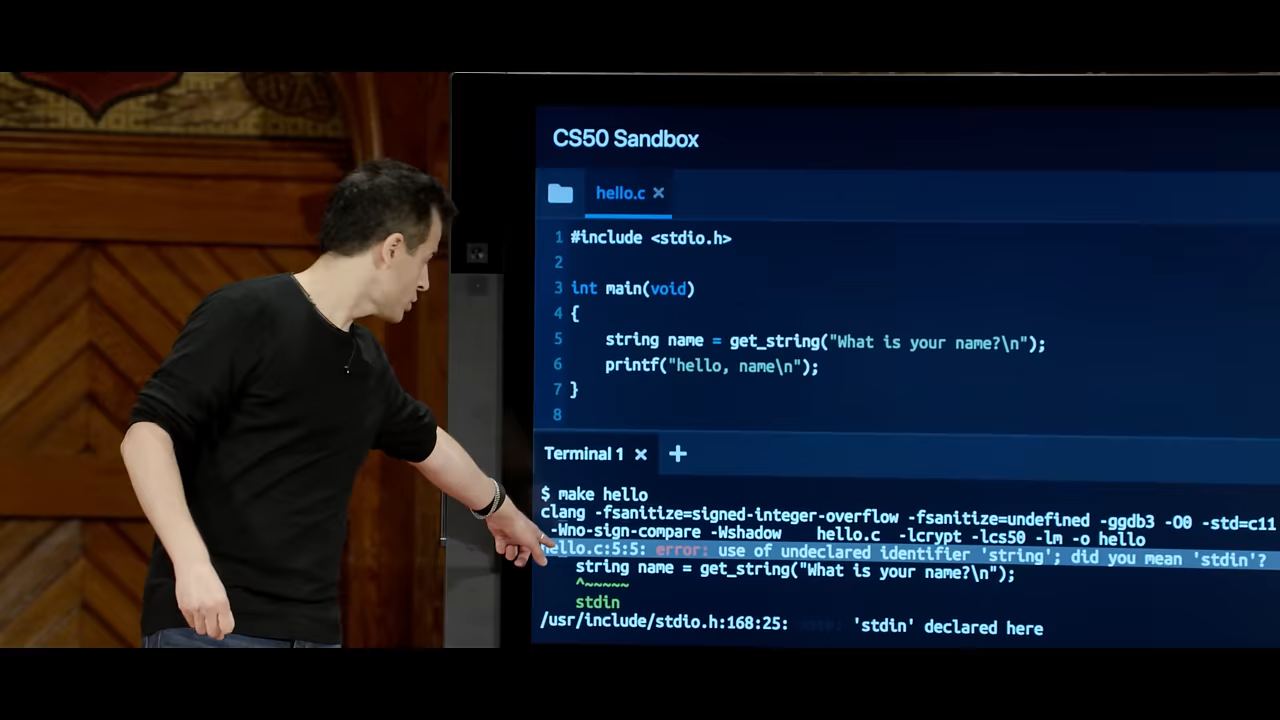 CS50 Sandbox
hello.c ×
1 #include <stdio.h>
2
3 int main(void)
4 {
5 string name = get_string("What is your name?\n");
6 printf("hello, name\n");
7 }
8
Terminal 1 × +
$ make hello
clang -fsanitize=signed-integer-overflow -fsanitize=undefined -ggdb3 -O0 -std=c11
-Wno-sign-compare -Wshadow hello.c -lcrypt -lcs50 -lm -o hello
hello.c:5:5: error: use of undeclared identifier 'string'; did you mean 'stdin'?
string name = get_string("What is your name?\n");
^~~~~~
stdin
/usr/include/stdio.h:168:25: 'stdin' declared here